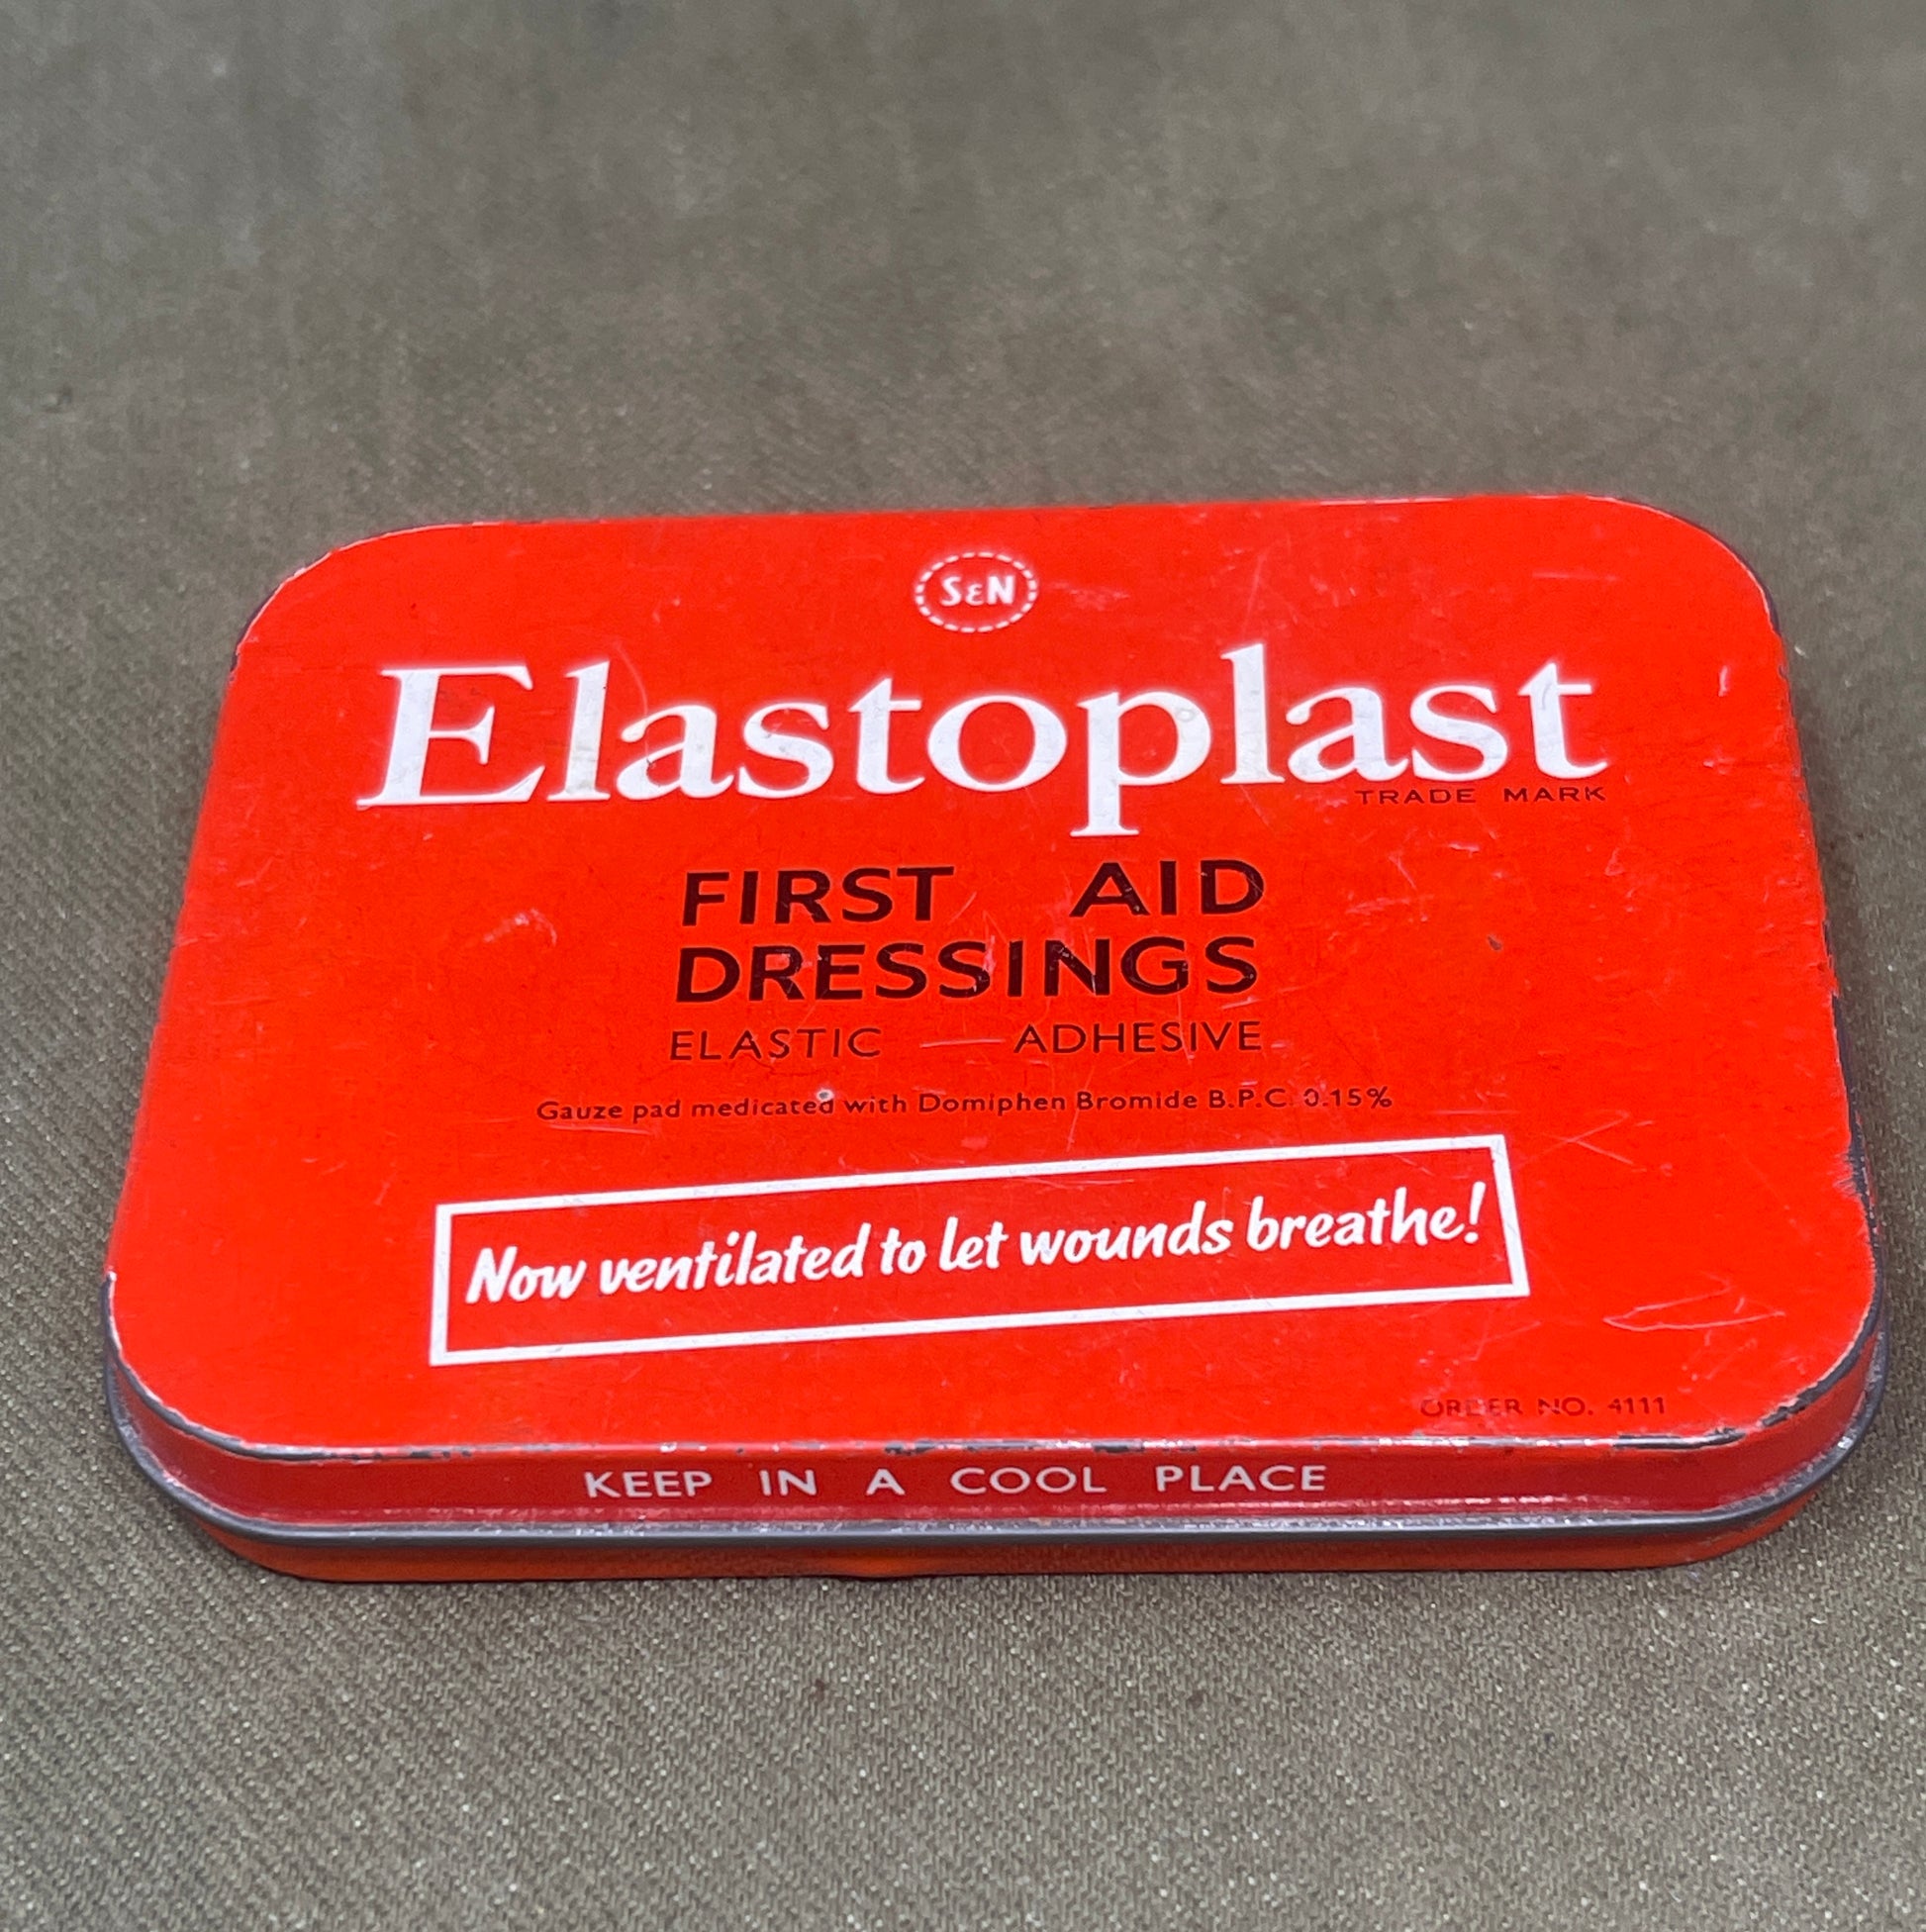 S&N
Elastoplast
TRADE MARK
FIRST AID
DRESSINGS
ELASTIC — ADHESIVE
Gauze pad medicated with Domiphen Bromide B.P.C. 0.15%
Now ventilated to let wounds breathe!
ORDER NO. 4111
KEEP IN A COOL PLACE